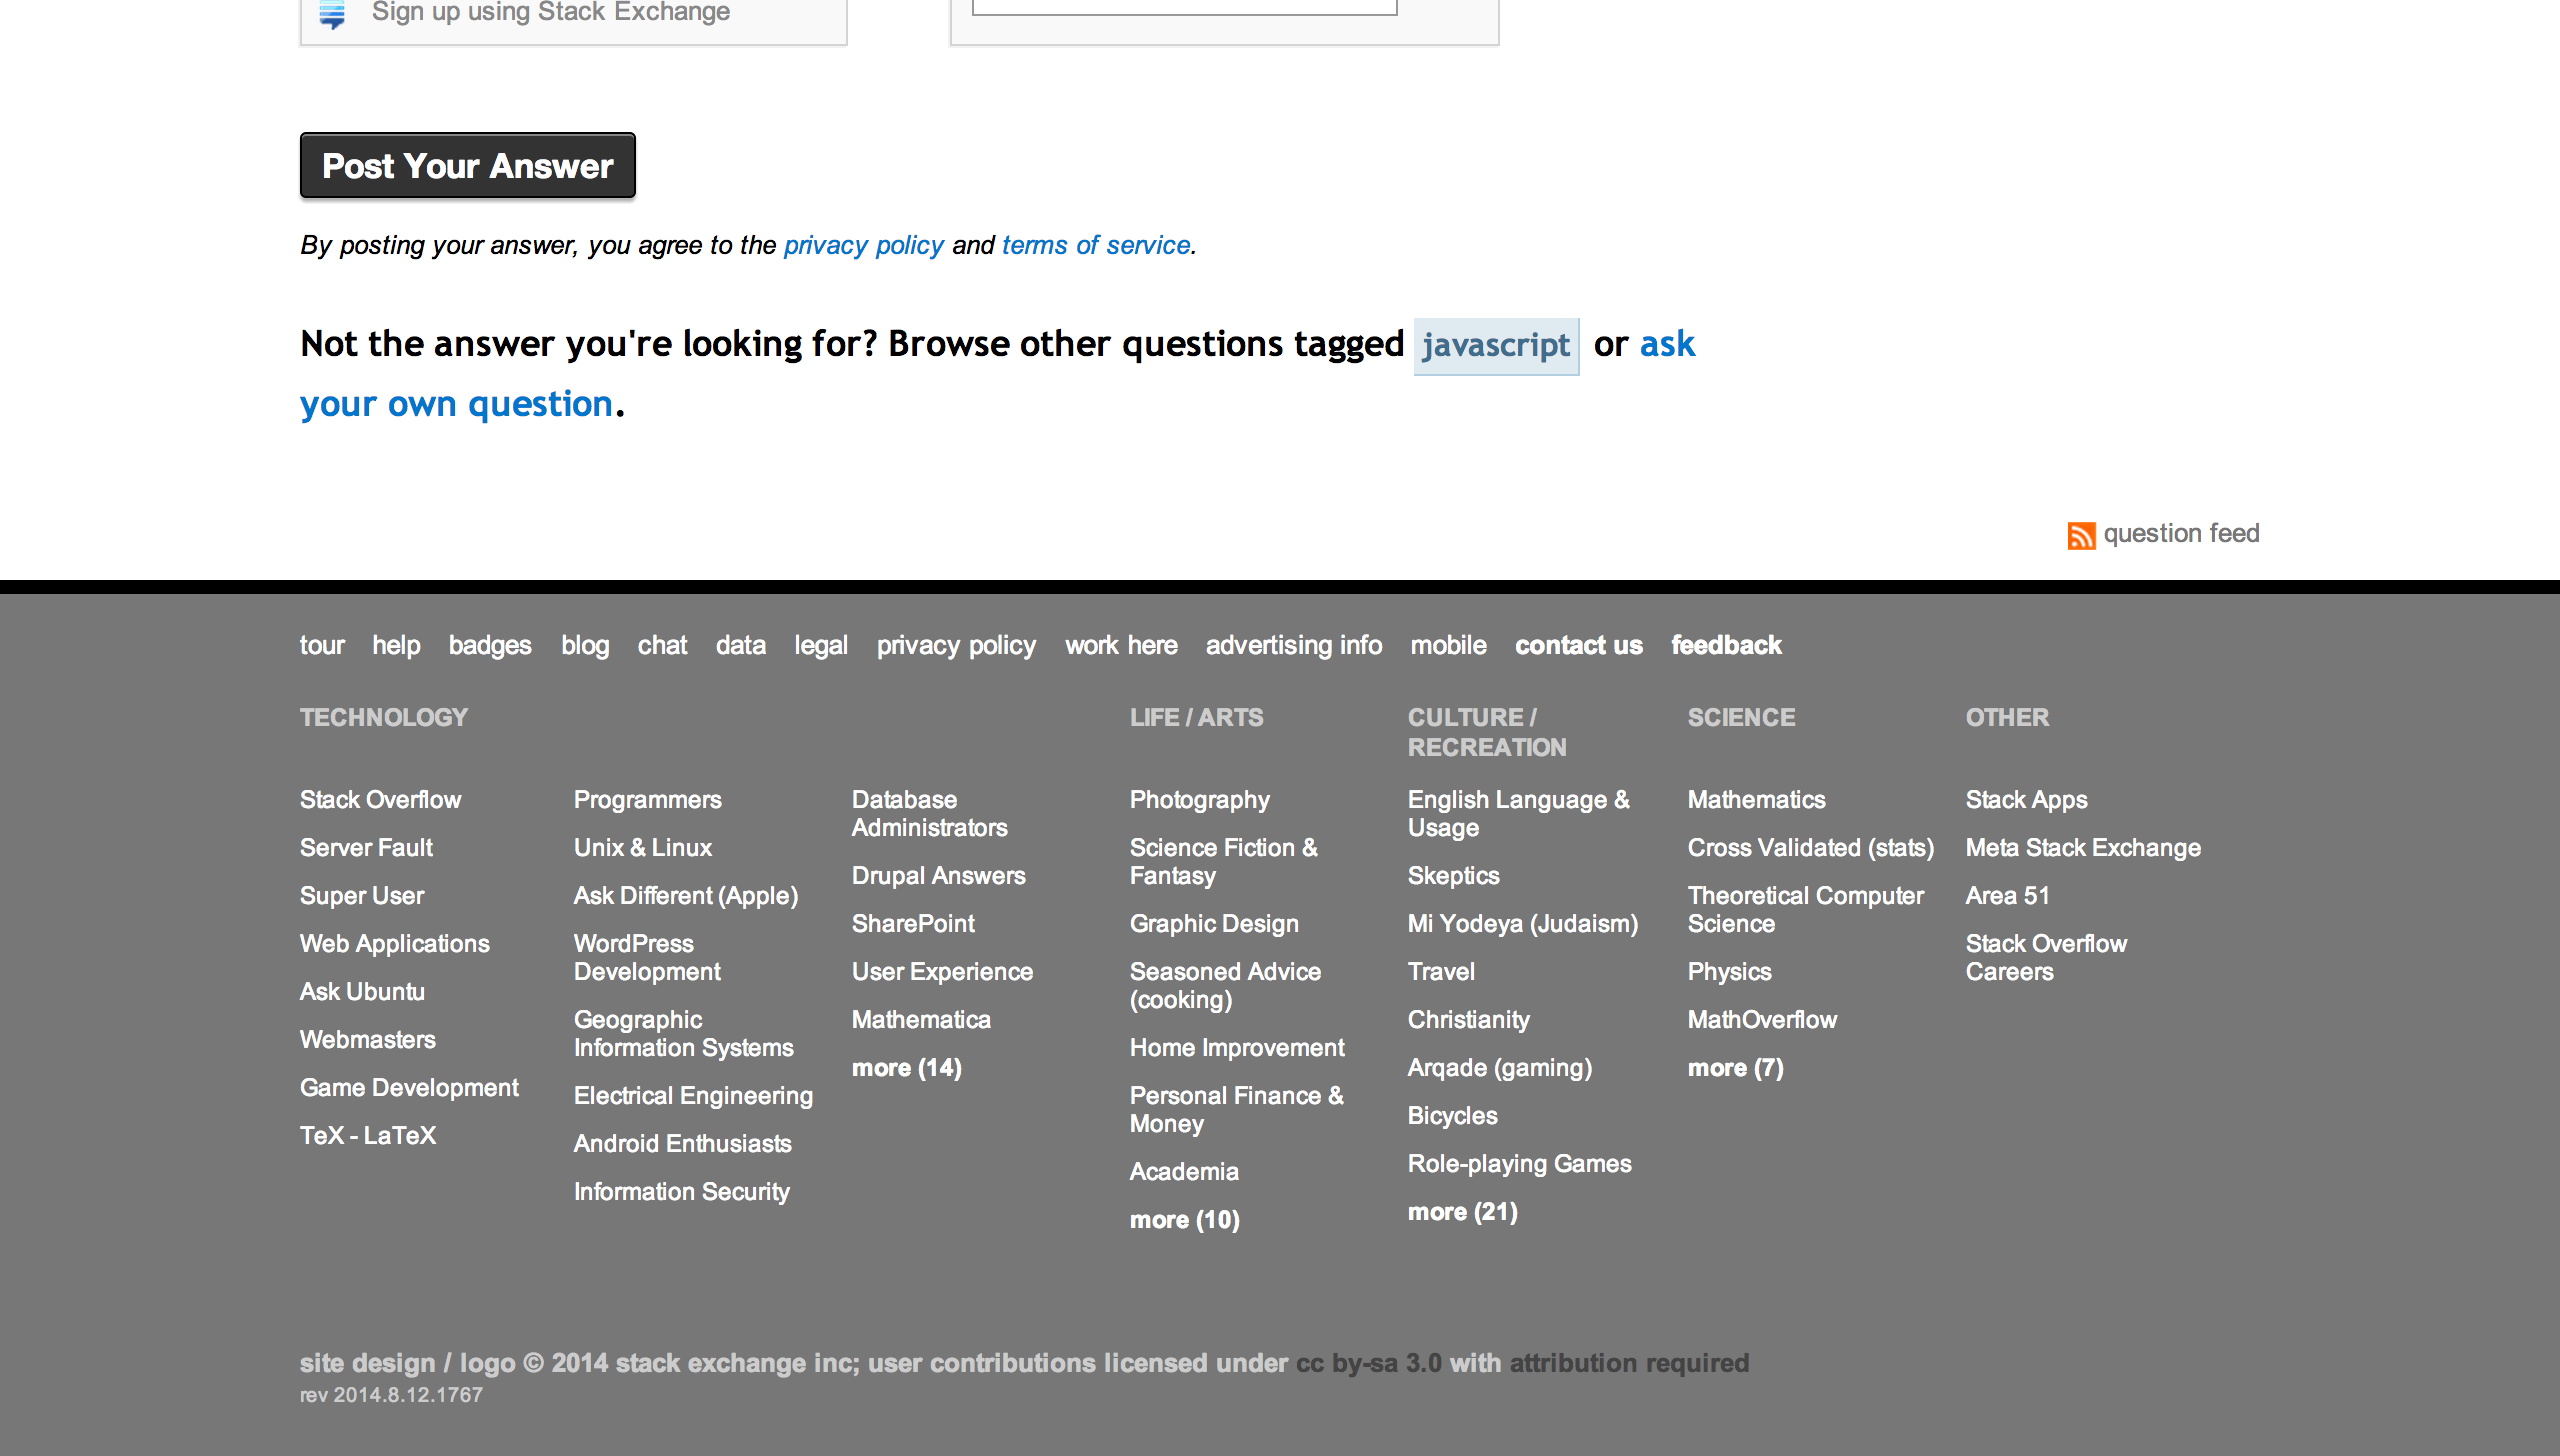 Sign up using Stack Exchange
Post Your Answer
By posting your answer, you agree to the privacy policy and terms of service.
Not the answer you're looking for? Browse other questions tagged javascript or ask
your own question.
question feed
tour help badges blog chat data legal privacy policy work here advertising info mobile contact us feedback
TECHNOLOGY
Stack Overflow
Server Fault
Super User
Web Applications
Ask Ubuntu
Webmasters
Game Development
TeX - LaTeX
Programmers
Unix & Linux
Ask Different (Apple)
WordPress
Development
Geographic
Information Systems
Electrical Engineering
Android Enthusiasts
Information Security
Database
Administrators
Drupal Answers
SharePoint
User Experience
Mathematica
more (14)
LIFE / ARTS
Photography
Science Fiction &
Fantasy
Graphic Design
Seasoned Advice
(cooking)
Home Improvement
Personal Finance &
Money
Academia
more (10)
CULTURE /
RECREATION
English Language &
Usage
Skeptics
Mi Yodeya (Judaism)
Travel
Christianity
Arqade (gaming)
Bicycles
Role-playing Games
more (21)
SCIENCE
Mathematics
Cross Validated (stats)
Theoretical Computer
Science
Physics
MathOverflow
more (7)
OTHER
Stack Apps
Meta Stack Exchange
Area 51
Stack Overflow
Careers
site design / logo © 2014 stack exchange inc; user contributions licensed under cc by-sa 3.0 with attribution required
rev 2014.8.12.1767